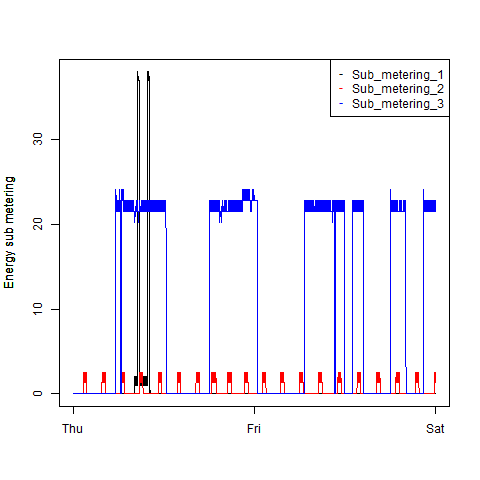 Sub_metering_1
Sub_metering_2
Sub_metering_3
Energy sub metering
30
20
10
0
Thu Fri Sat